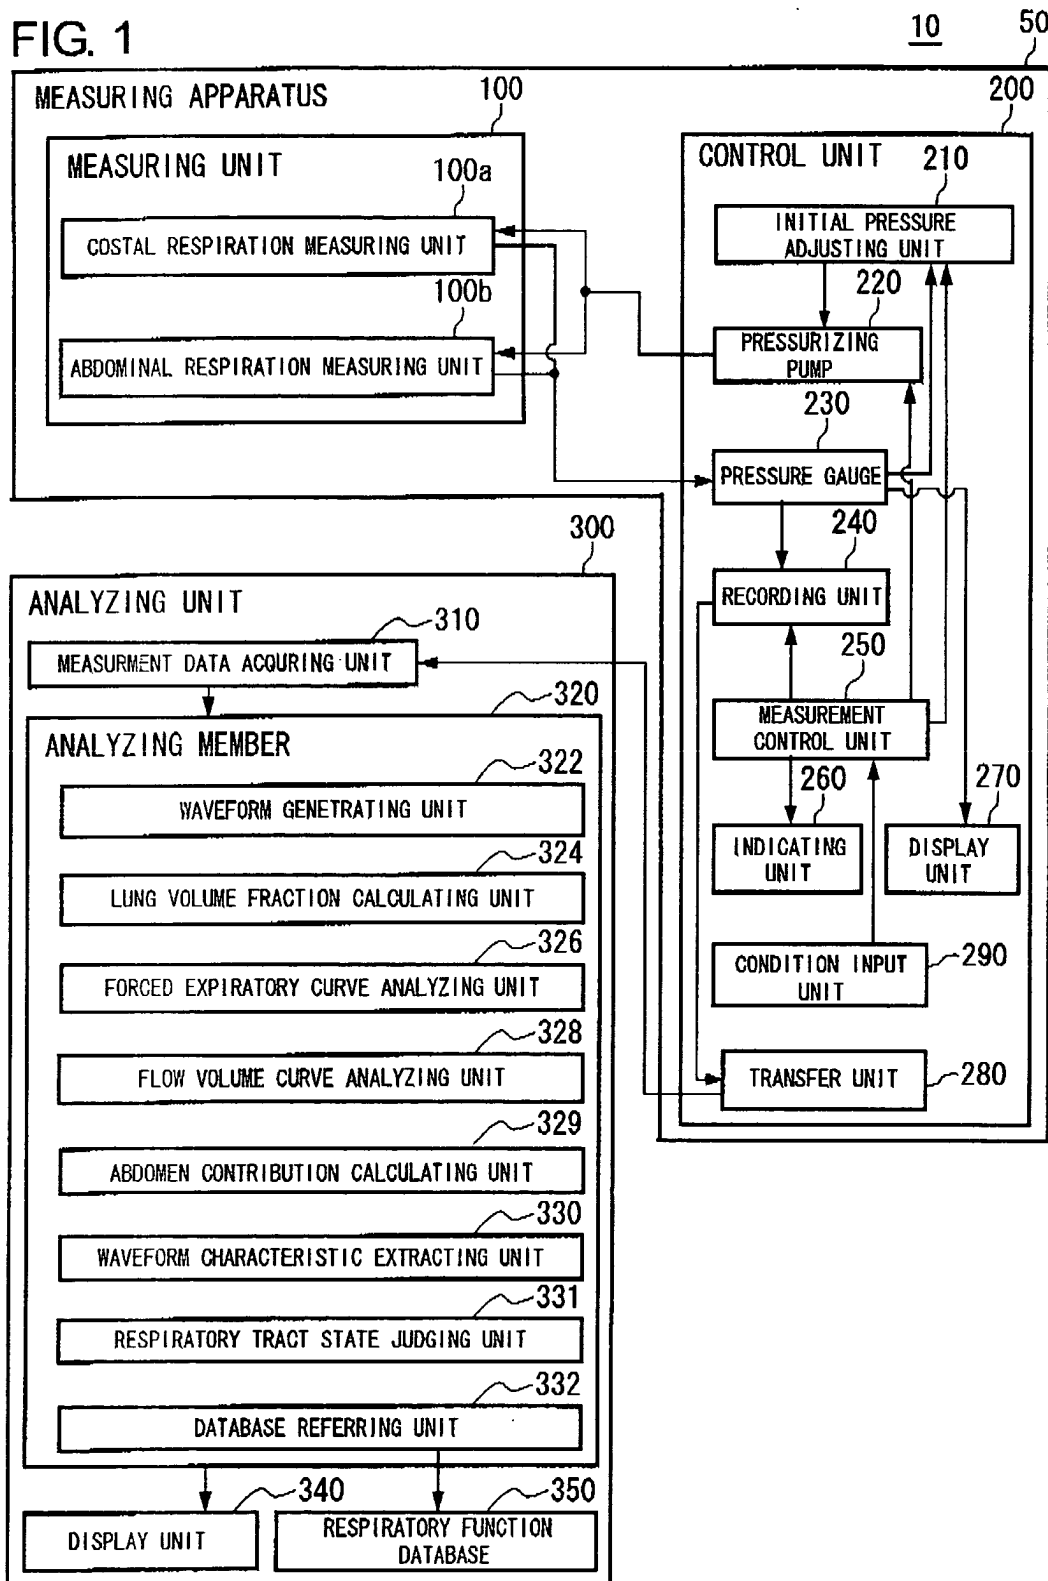 FIG. 1
10
50
MEASURING APPARATUS
100
200
MEASURING UNIT
100a
COSTAL RESPIRATION MEASURING UNIT
100b
ABDOMINAL RESPIRATION MEASURING UNIT
CONTROL UNIT
210
INITIAL PRESSURE
ADJUSTING UNIT
220
PRESSURIZING
PUMP
230
PRESSURE GAUGE
240
RECORDING UNIT
250
MEASUREMENT
CONTROL UNIT
260
270
INDICATING
UNIT
DISPLAY
UNIT
CONDITION INPUT
UNIT
290
TRANSFER UNIT
280
300
ANALYZING UNIT
310
MEASURMENT DATA ACQURING UNIT
320
ANALYZING MEMBER
322
WAVEFORM GENETRATING UNIT
324
LUNG VOLUME FRACTION CALCULATING UNIT
326
FORCED EXPIRATORY CURVE ANALYZING UNIT
328
FLOW VOLUME CURVE ANALYZING UNIT
329
ABDOMEN CONTRIBUTION CALCULATING UNIT
330
WAVEFORM CHARACTERISTIC EXTRACTING UNIT
331
RESPIRATORY TRACT STATE JUDGING UNIT
332
DATABASE REFERRING UNIT
340
350
DISPLAY UNIT
RESPIRATORY FUNCTION
DATABASE